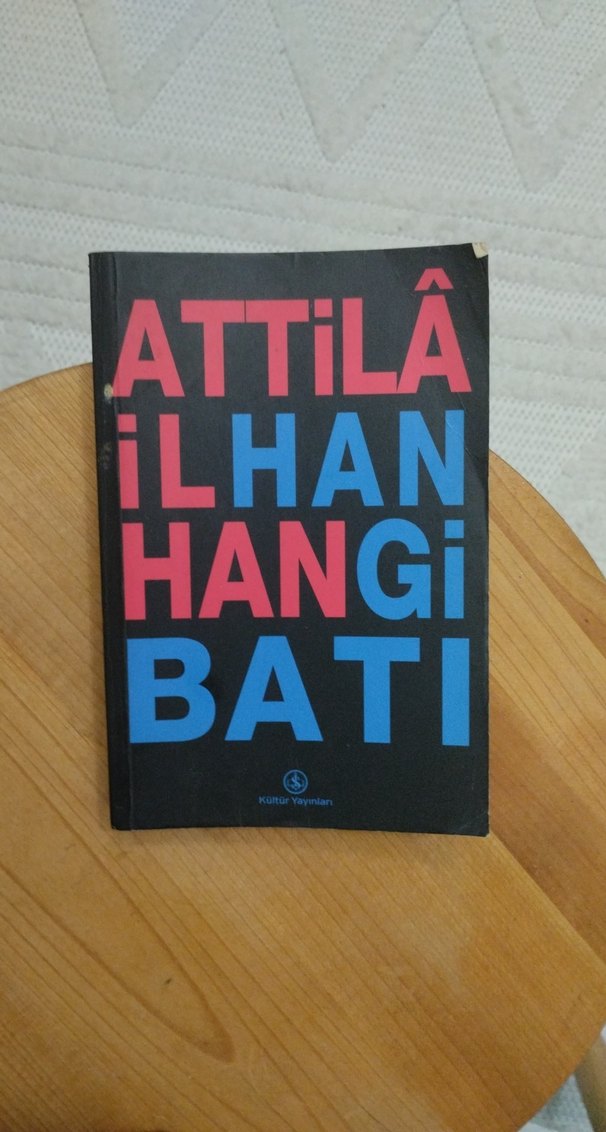 ATTiLÂ
iLHAN
HANGi
BATI
Kültür Yayınları